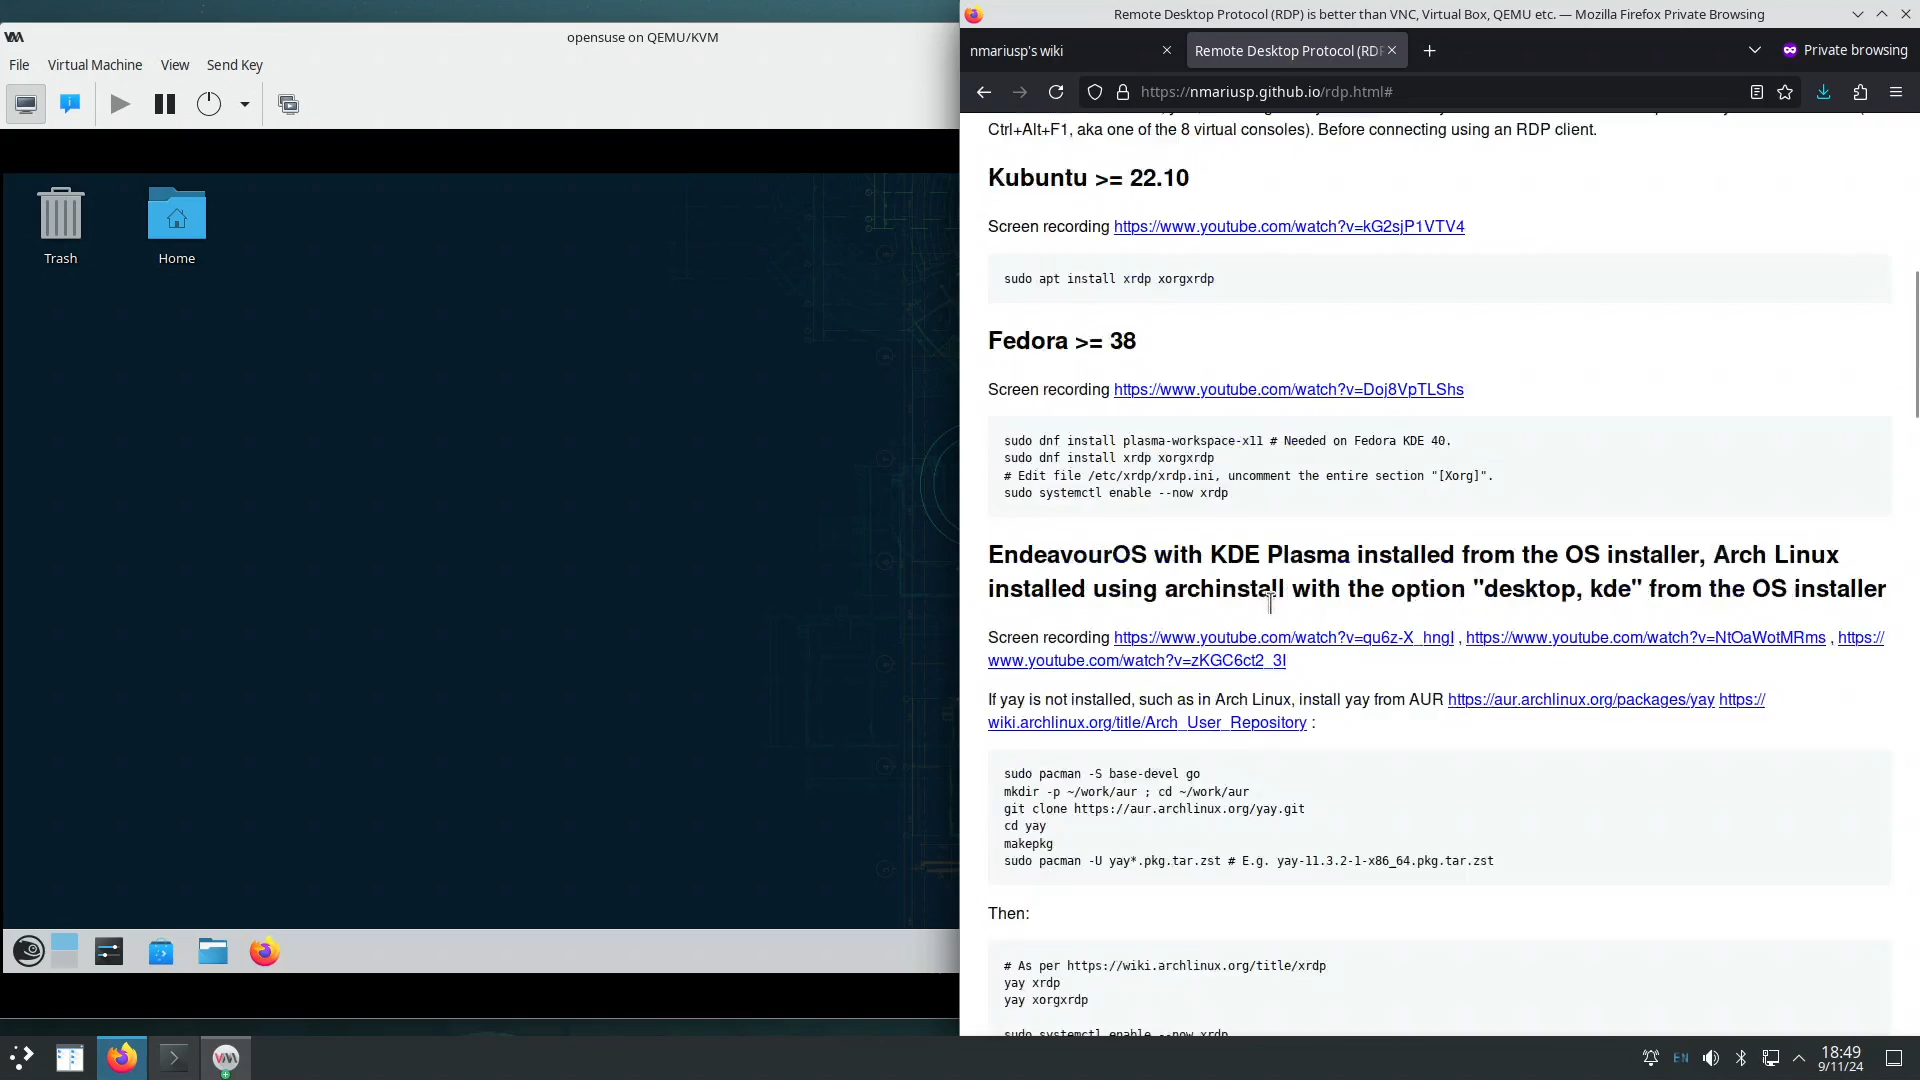 opensuse on QEMU/KVM
File Virtual Machine View Send Key
Trash
Home
Remote Desktop Protocol (RDP) is better than VNC, Virtual Box, QEMU etc. — Mozilla Firefox Private Browsing
nmariusp's wiki
Remote Desktop Protocol (RDP
Private browsing
https://nmariusp.github.io/rdp.html#
Ctrl+Alt+F1, aka one of the 8 virtual consoles). Before connecting using an RDP client.
Kubuntu >= 22.10
Screen recording https://www.youtube.com/watch?v=kG2sjP1VTV4
sudo apt install xrdp xorgxrdp
Fedora >= 38
Screen recording https://www.youtube.com/watch?v=Doj8VpTLShs
sudo dnf install plasma-workspace-x11 # Needed on Fedora KDE 40.
sudo dnf install xrdp xorgxrdp
# Edit file /etc/xrdp/xrdp.ini, uncomment the entire section "[Xorg]".
sudo systemctl enable --now xrdp
EndeavourOS with KDE Plasma installed from the OS installer, Arch Linux
installed using archinstall with the option "desktop, kde" from the OS installer
Screen recording https://www.youtube.com/watch?v=qu6z-X_hngI , https://www.youtube.com/watch?v=NtOaWotMRms , https://
www.youtube.com/watch?v=zKGC6ct2_3I
If yay is not installed, such as in Arch Linux, install yay from AUR https://aur.archlinux.org/packages/yay https://
wiki.archlinux.org/title/Arch_User_Repository :
sudo pacman -S base-devel go
mkdir -p ~/work/aur ; cd ~/work/aur
git clone https://aur.archlinux.org/yay.git
cd yay
makepkg
sudo pacman -U yay*.pkg.tar.zst # E.g. yay-11.3.2-1-x86_64.pkg.tar.zst
Then:
# As per https://wiki.archlinux.org/title/xrdp
yay xrdp
yay xorgxrdp
sudo systemctl enable --now xrdp
EN
18:49
9/11/24